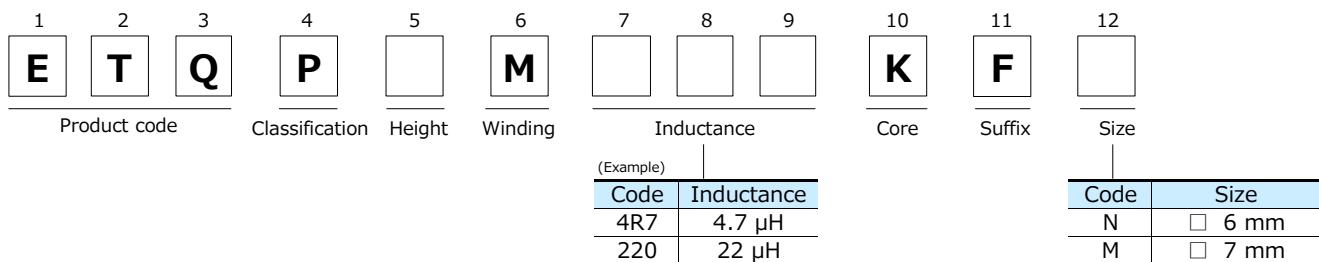 1 2 3 4 5 6 7 8 9 10 11 12
E T Q P M K F
Product code Classification Height Winding Inductance Core Suffix Size
(Example)
Code Inductance Code Size
4R7 4.7 µH N □ 6 mm
220 22 µH M □ 7 mm